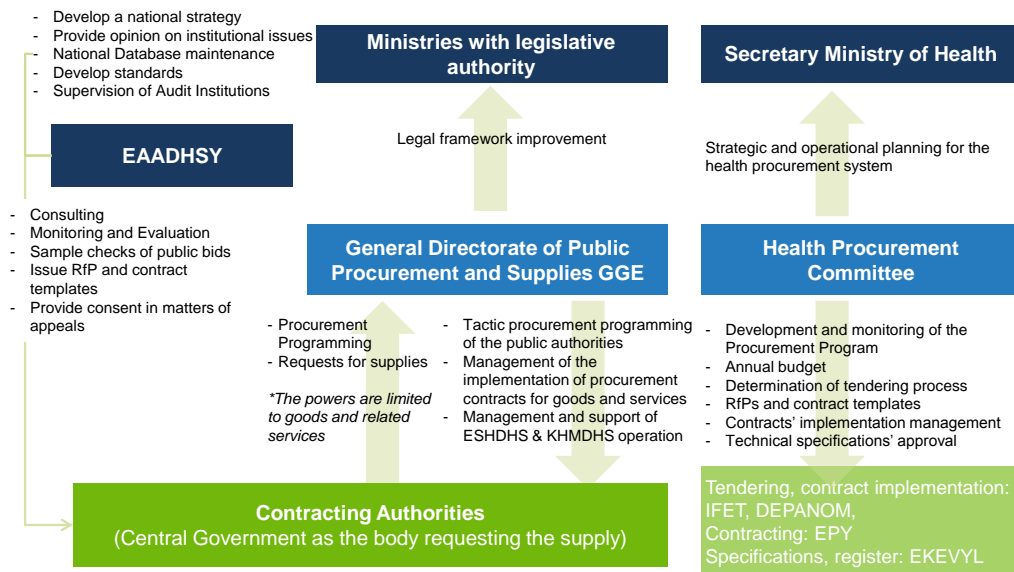 - Develop a national strategy
- Provide opinion on institutional issues
- National Database maintenance
- Develop standards
- Supervision of Audit Institutions
Ministries with legislative
authority
Secretary Ministry of Health
EAADHSY
Legal framework improvement
Strategic and operational planning for the
health procurement system
- Consulting
- Monitoring and Evaluation
- Sample checks of public bids
- Issue RfP and contract
templates
- Provide consent in matters of
appeals
General Directorate of Public
Procurement and Supplies GGE
Health Procurement
Committee
- Procurement
Programming
- Requests for supplies
*The powers are limited
to goods and related
services
- Tactic procurement programming
of the public authorities
- Management of the
implementation of procurement
contracts for goods and services
- Management and support of
ESHDHS & KHMDHS operation
- Development and monitoring of the
Procurement Program
- Annual budget
- Determination of tendering process
- RfPs and contract templates
- Contracts' implementation management
- Technical specifications' approval
Contracting Authorities
(Central Government as the body requesting the supply)
Tendering, contract implementation:
IFET, DEPANOM,
Contracting: EPY
Specifications, register: EKEVYL